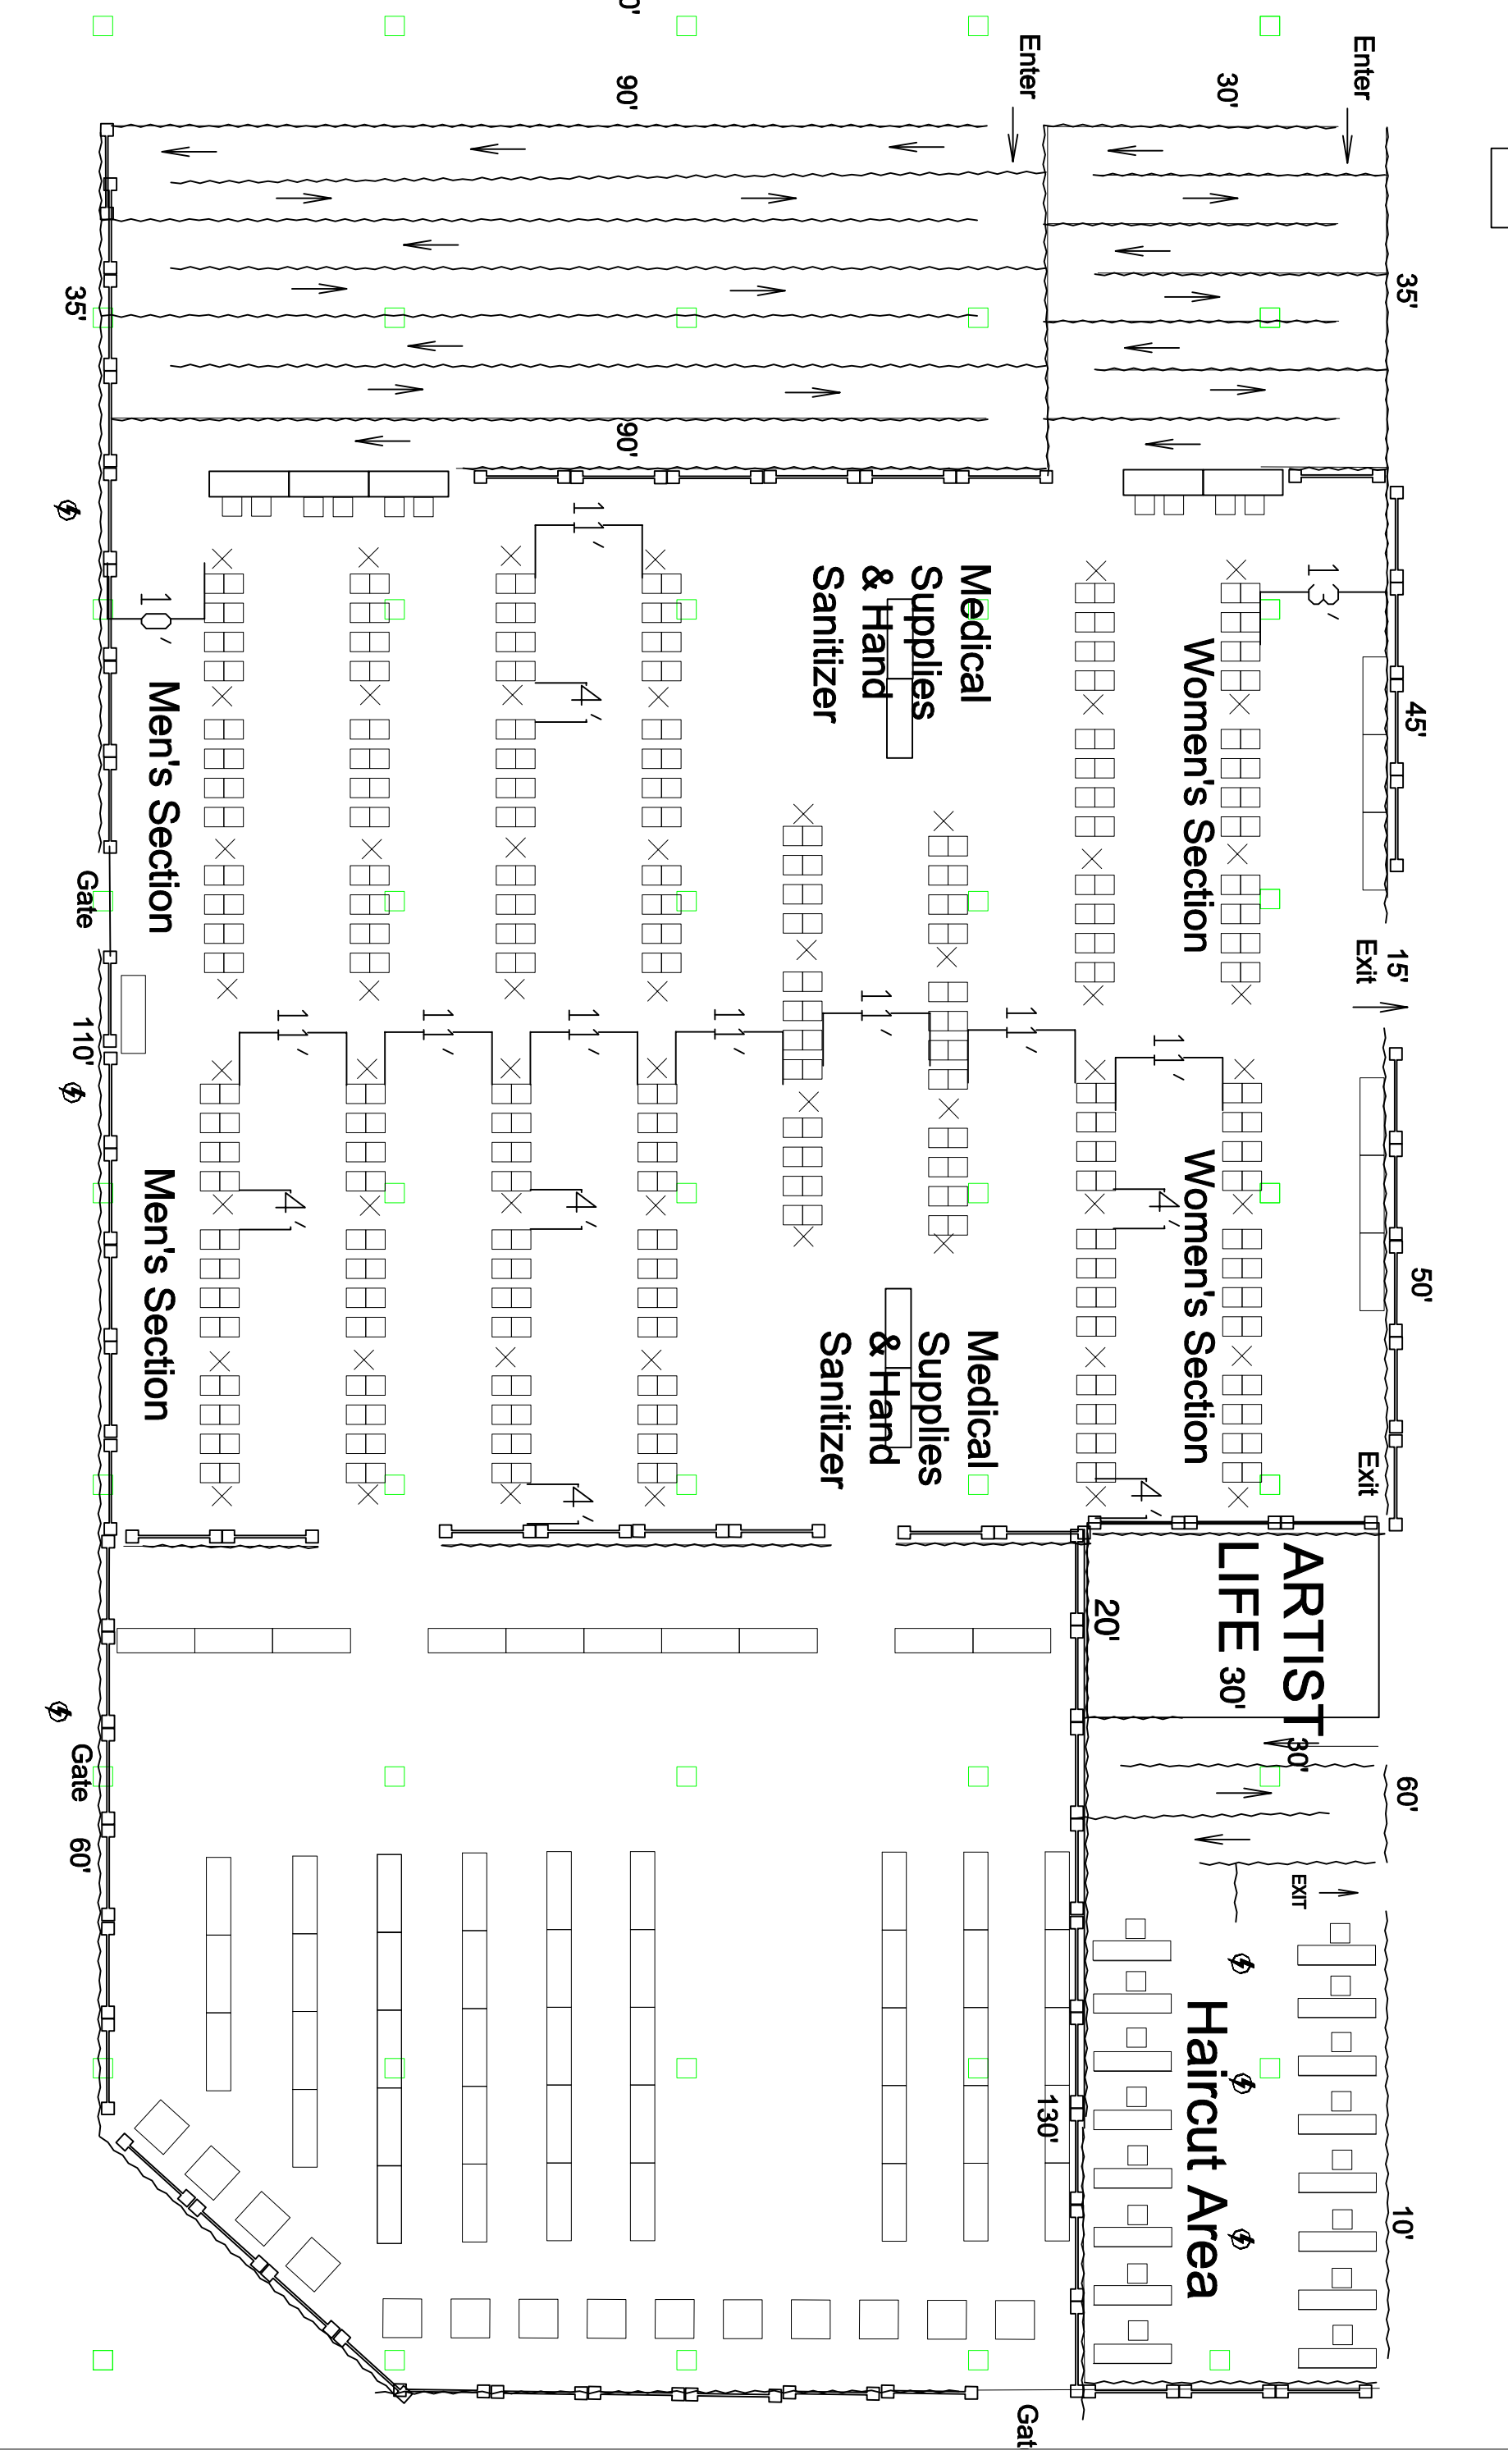 0'
Enter
Enter
90'
30'
35'
35'
90'
11'
13'
10'
Medical
Supplies
& Hand
Sanitizer
4'
Women's Section
Men's Section
45'
Gate
15'
Exit
11'
11'
11'
11'
11'
11'
11'
110'
Women's Section
Men's Section
4'
4'
4'
50'
Medical
Supplies
& Hand
Sanitizer
Exit
4'
4'
ARTIST
LIFE 30'
20'
30'
Gate
60'
60'
EXIT
Haircut Area
130'
10'
Gat